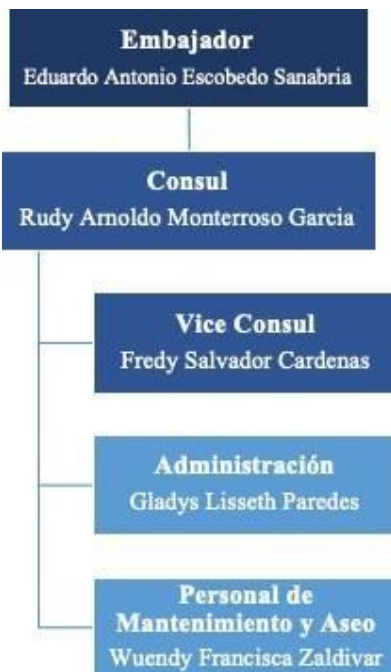 Embajador
Eduardo Antonio Escobedo Sanabria
Consul
Rudy Arnoldo Monterroso Garcia
Vice Consul
Fredy Salvador Cardenas
Administración
Gladys Lisseth Paredes
Personal de
Mantenimiento y Aseo
Wuendy Francisca Zaldivar